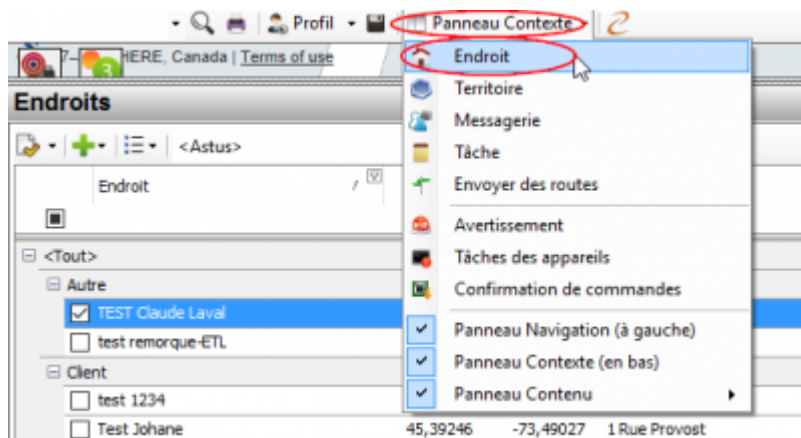 Profil Panneau Contexte
7– HERE, Canada | Terms of use
3
Endroit
Territoire
Endroits
Messagerie
<Astus>
Tâche
Endroit / Envoyer des routes
Avertissement
<Tout>
Tâches des appareils
Autre
Confirmation de commandes
TEST Claude Laval
Panneau Navigation (à gauche)
test remorque-ETL
Panneau Contexte (en bas)
Client
Panneau Contenu
test 1234
Test Johane 45,39246 -73,49027 1 Rue Provost